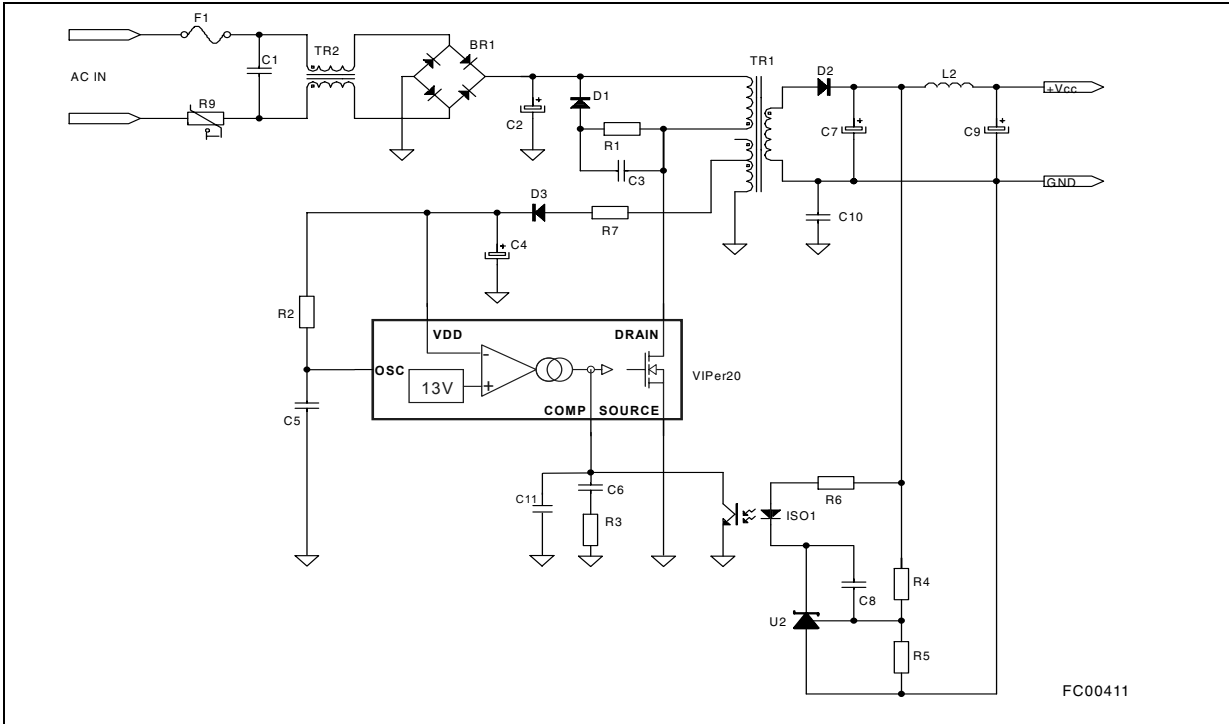 F1
TR2
BR1
TR1
D2
L2
+Vcc
C1
AC IN
R9
C2
D1
R1
C3
C7
C9
GND
D3
R7
C10
C4
R2
VDD
DRAIN
OSC
-
+
13V
VIPer20
COMP
SOURCE
C5
C11
C6
R3
R6
ISO1
C8
R4
U2
R5
FC00411